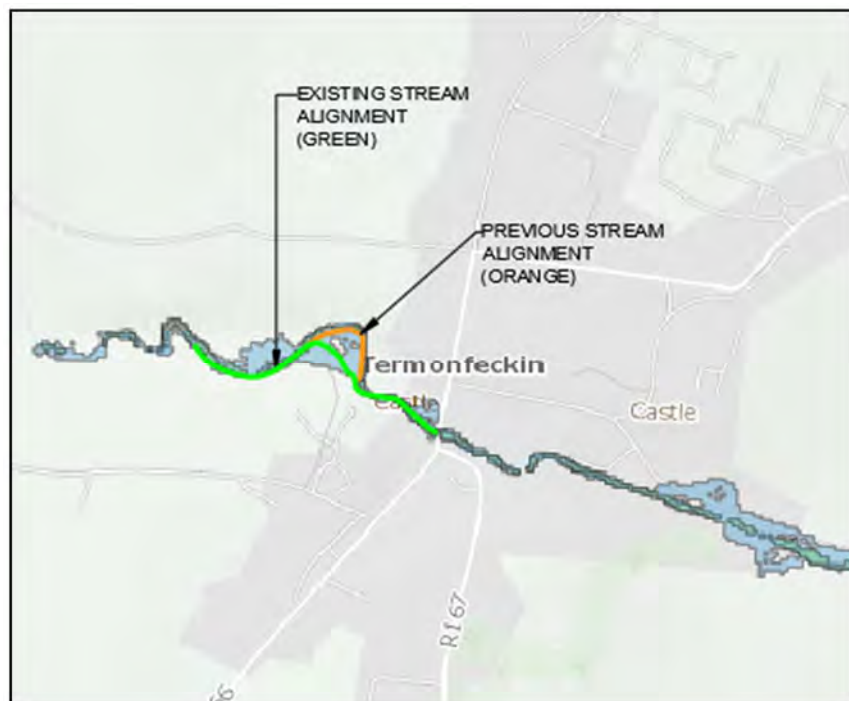 EXISTING STREAM
ALIGNMENT
(GREEN)
PREVIOUS STREAM
ALIGNMENT
(ORANGE)
Termonfeckin
Castle
Castle
R167